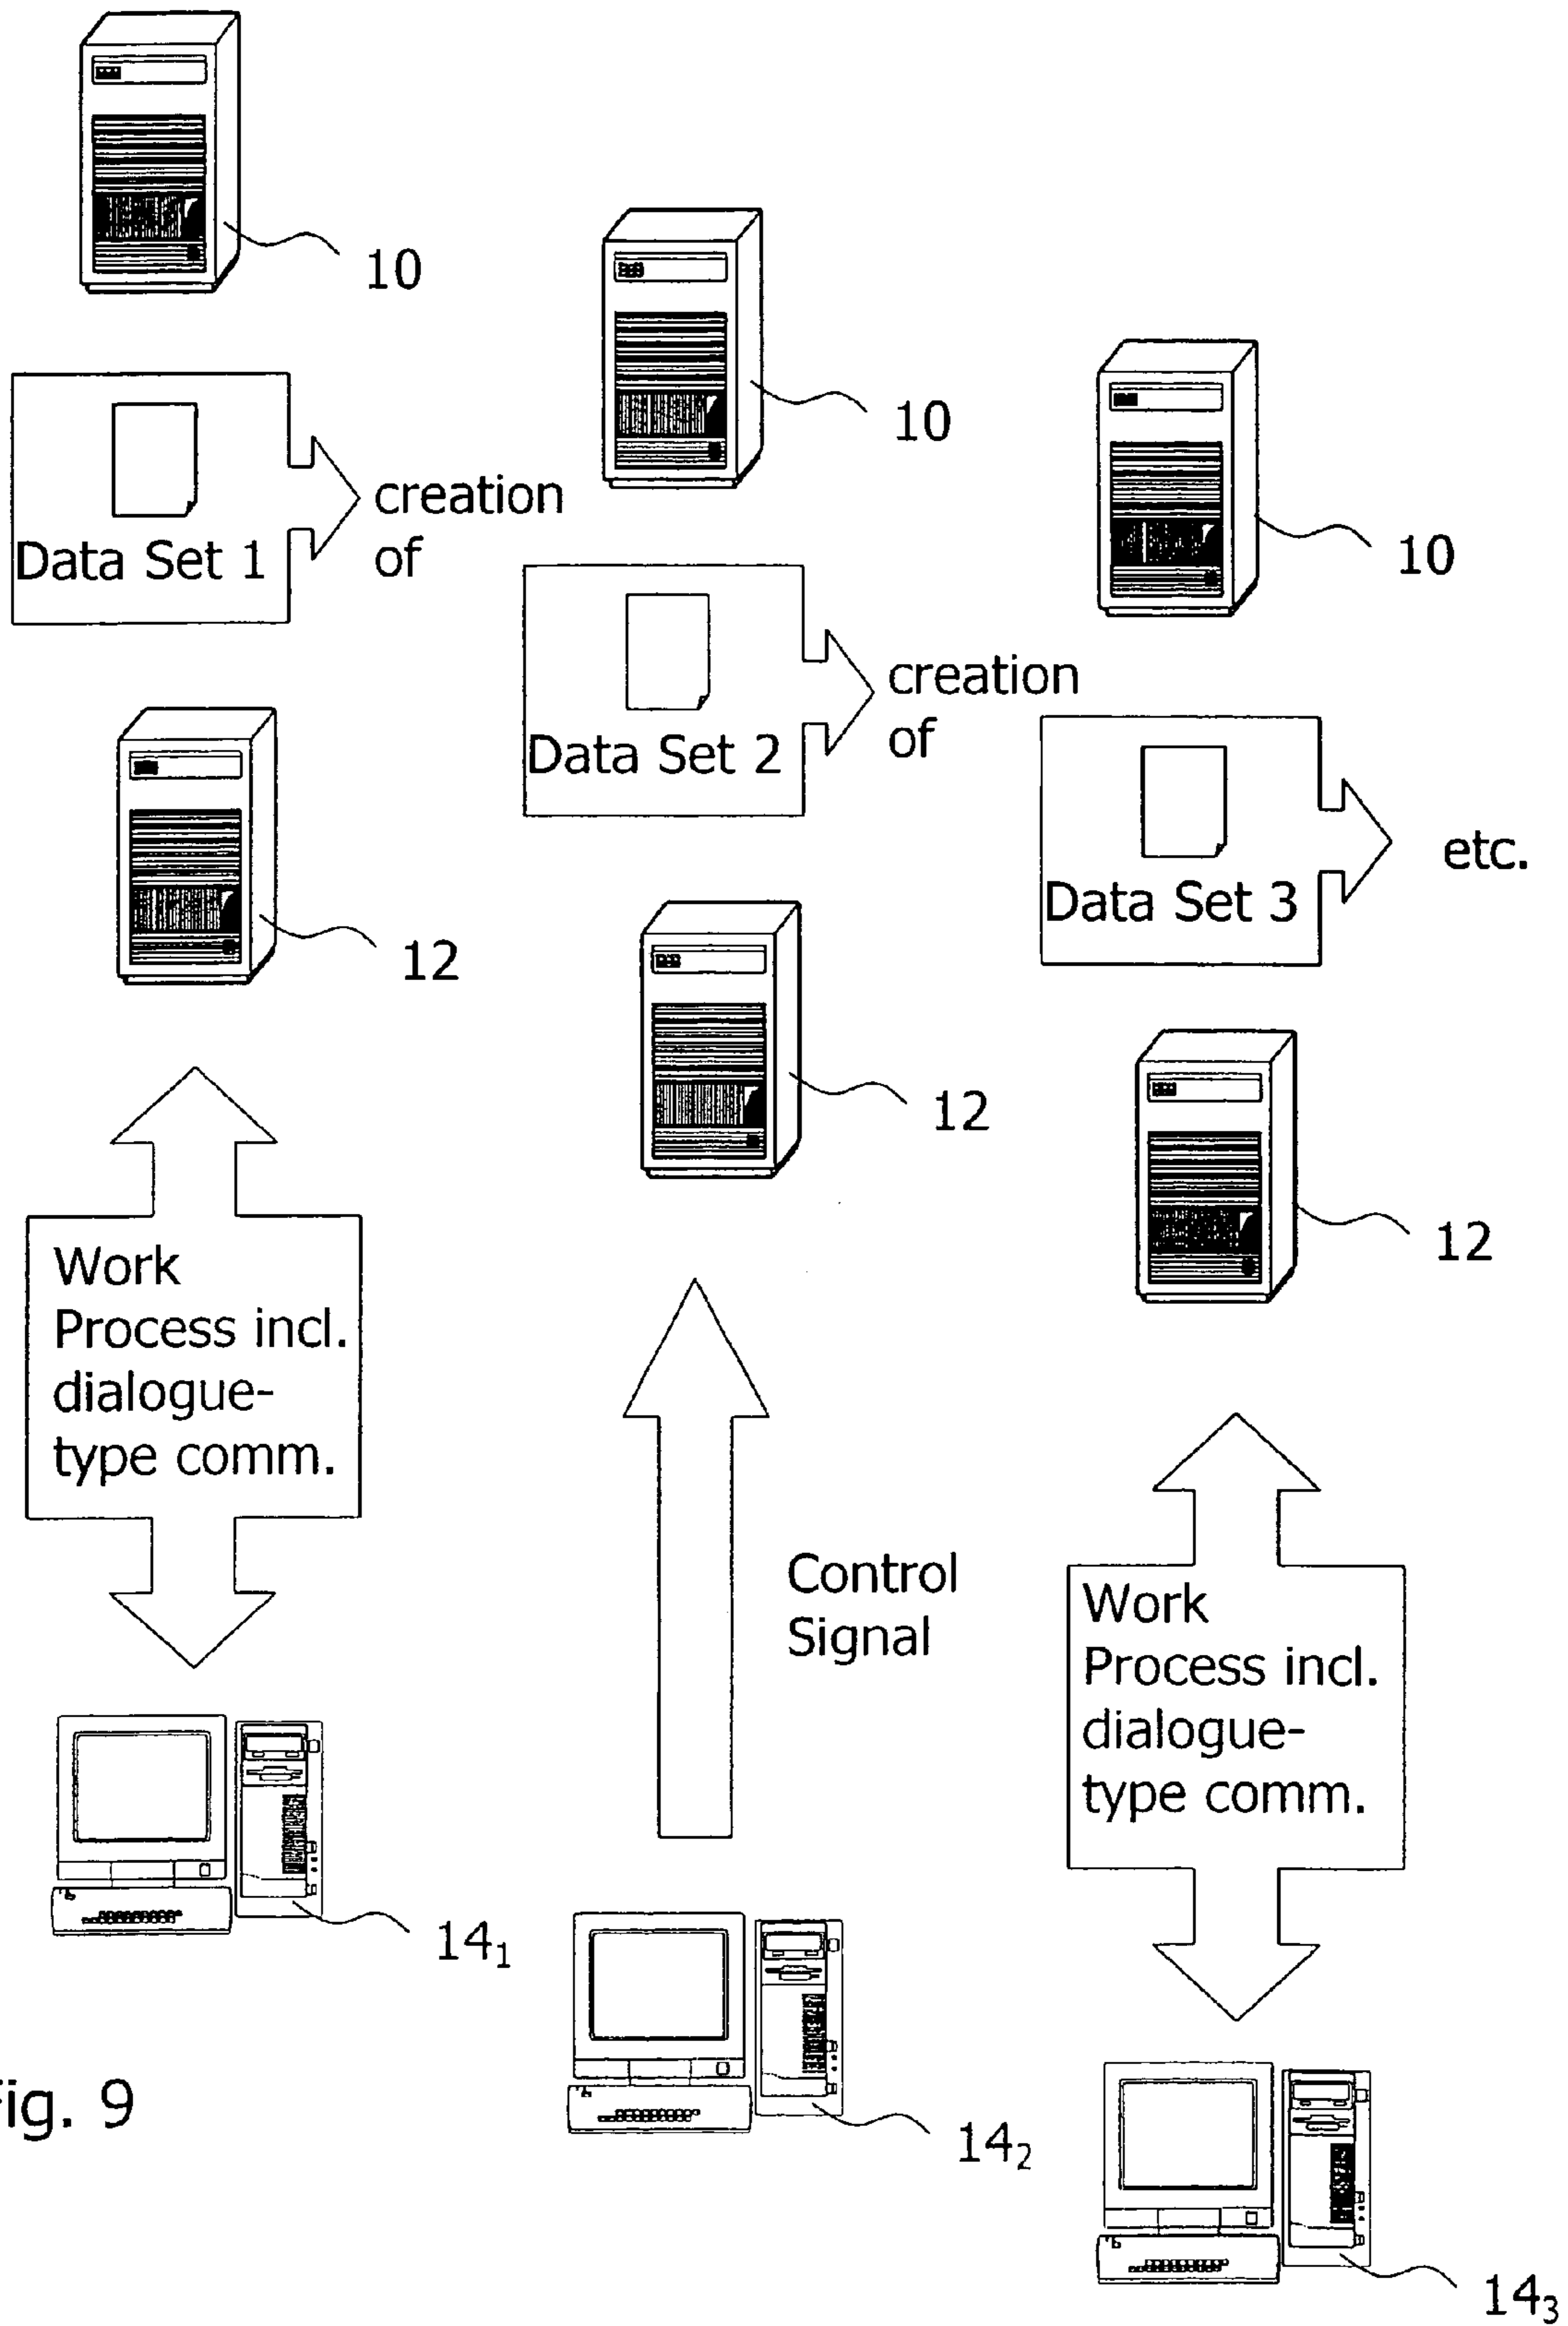 10
10
10
Data Set 1
creation
of
Data Set 2
creation
of
Data Set 3
etc.
12
12
12
Work
Process incl.
dialogue-
type comm.
Control
Signal
Work
Process incl.
dialogue-
type comm.
14₁
14₂
14₃
ig. 9